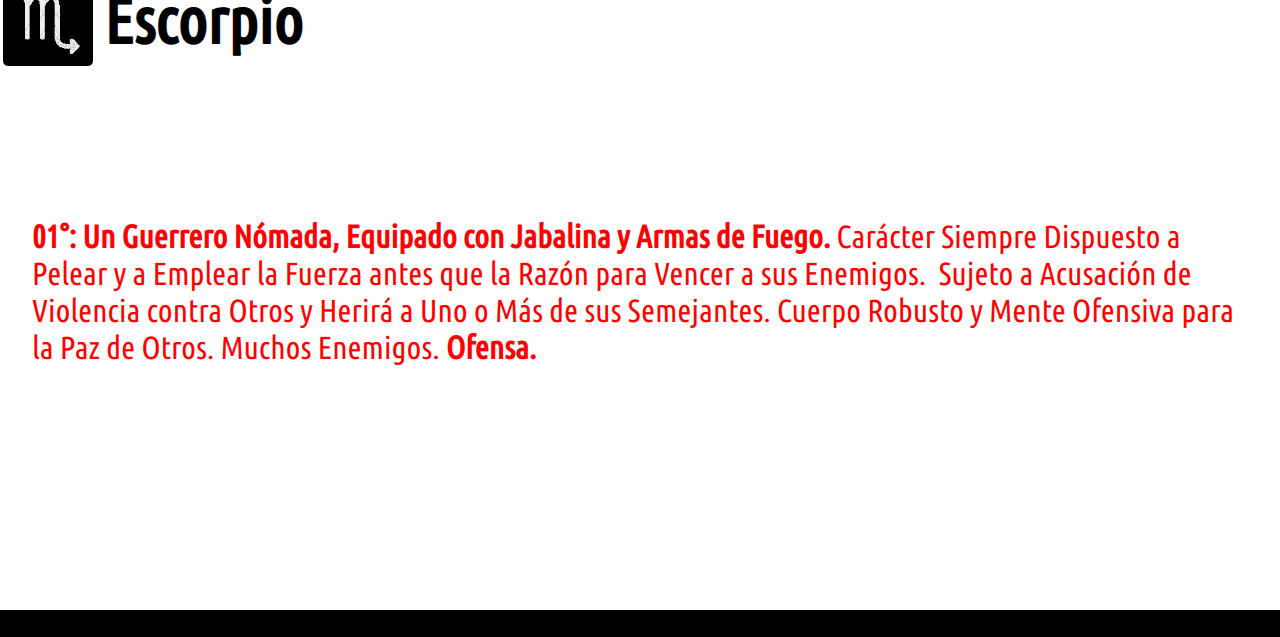 Escorpio
01°: Un Guerrero Nómada, Equipado con Jabalina y Armas de Fuego. Carácter Siempre Dispuesto a
Pelear y a Emplear la Fuerza antes que la Razón para Vencer a sus Enemigos.  Sujeto a Acusación de
Violencia contra Otros y Herirá a Uno o Más de sus Semejantes. Cuerpo Robusto y Mente Ofensiva para
la Paz de Otros. Muchos Enemigos. Ofensa.